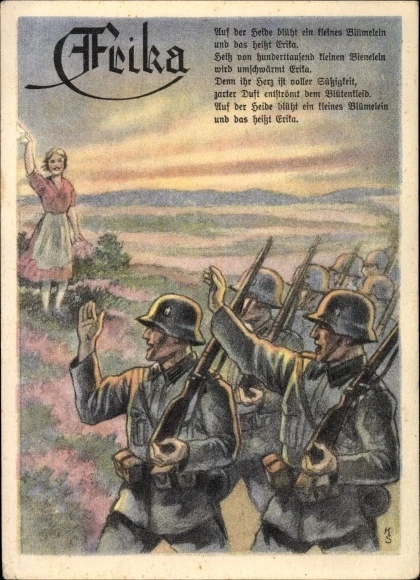 Erika
Auf der Heide blüht ein kleines Blümelein
und das heißt Erika.
Heiß von hunderttausend kleinen Bienelein
wird umschwärmt Erika.
Denn ihr Herz ist voller Süßigkeit,
zarter Duft entströmt dem Blütenkleid.
Auf der Heide blüht ein kleines Blümelein
und das heißt Erika.
KS